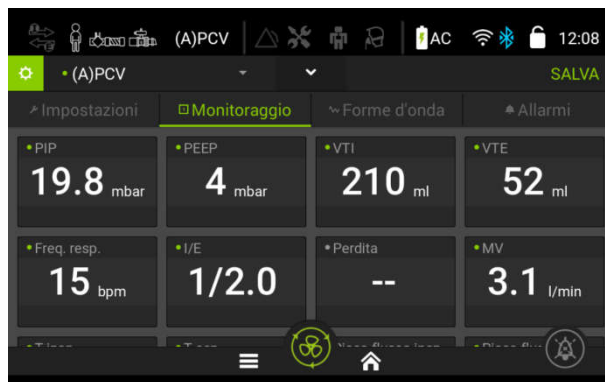 (A)PCV AC 12:08
(A)PCV SALVA
Impostazioni Monitoraggio Forme d'onda Allarmi
PIP PEEP VTI VTE
19.8 mbar 4 mbar 210 ml 52 ml
Freq. resp. I/E Perdita MV
15 bpm 1/2.0 -- 3.1 l/min